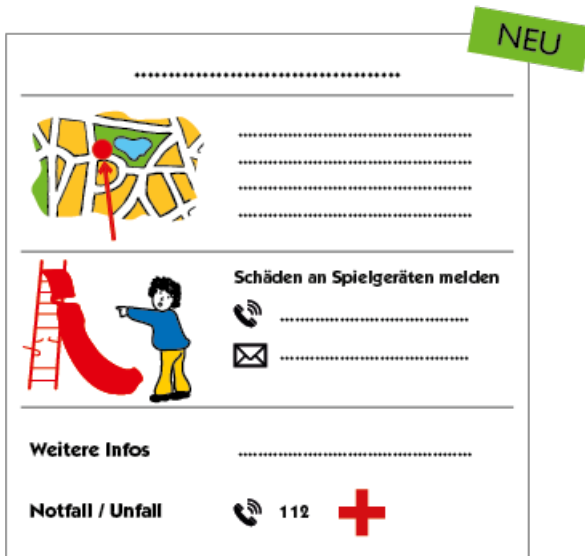 NEU
Schäden an Spielgeräten melden
Weitere Infos
Notfall / Unfall 112